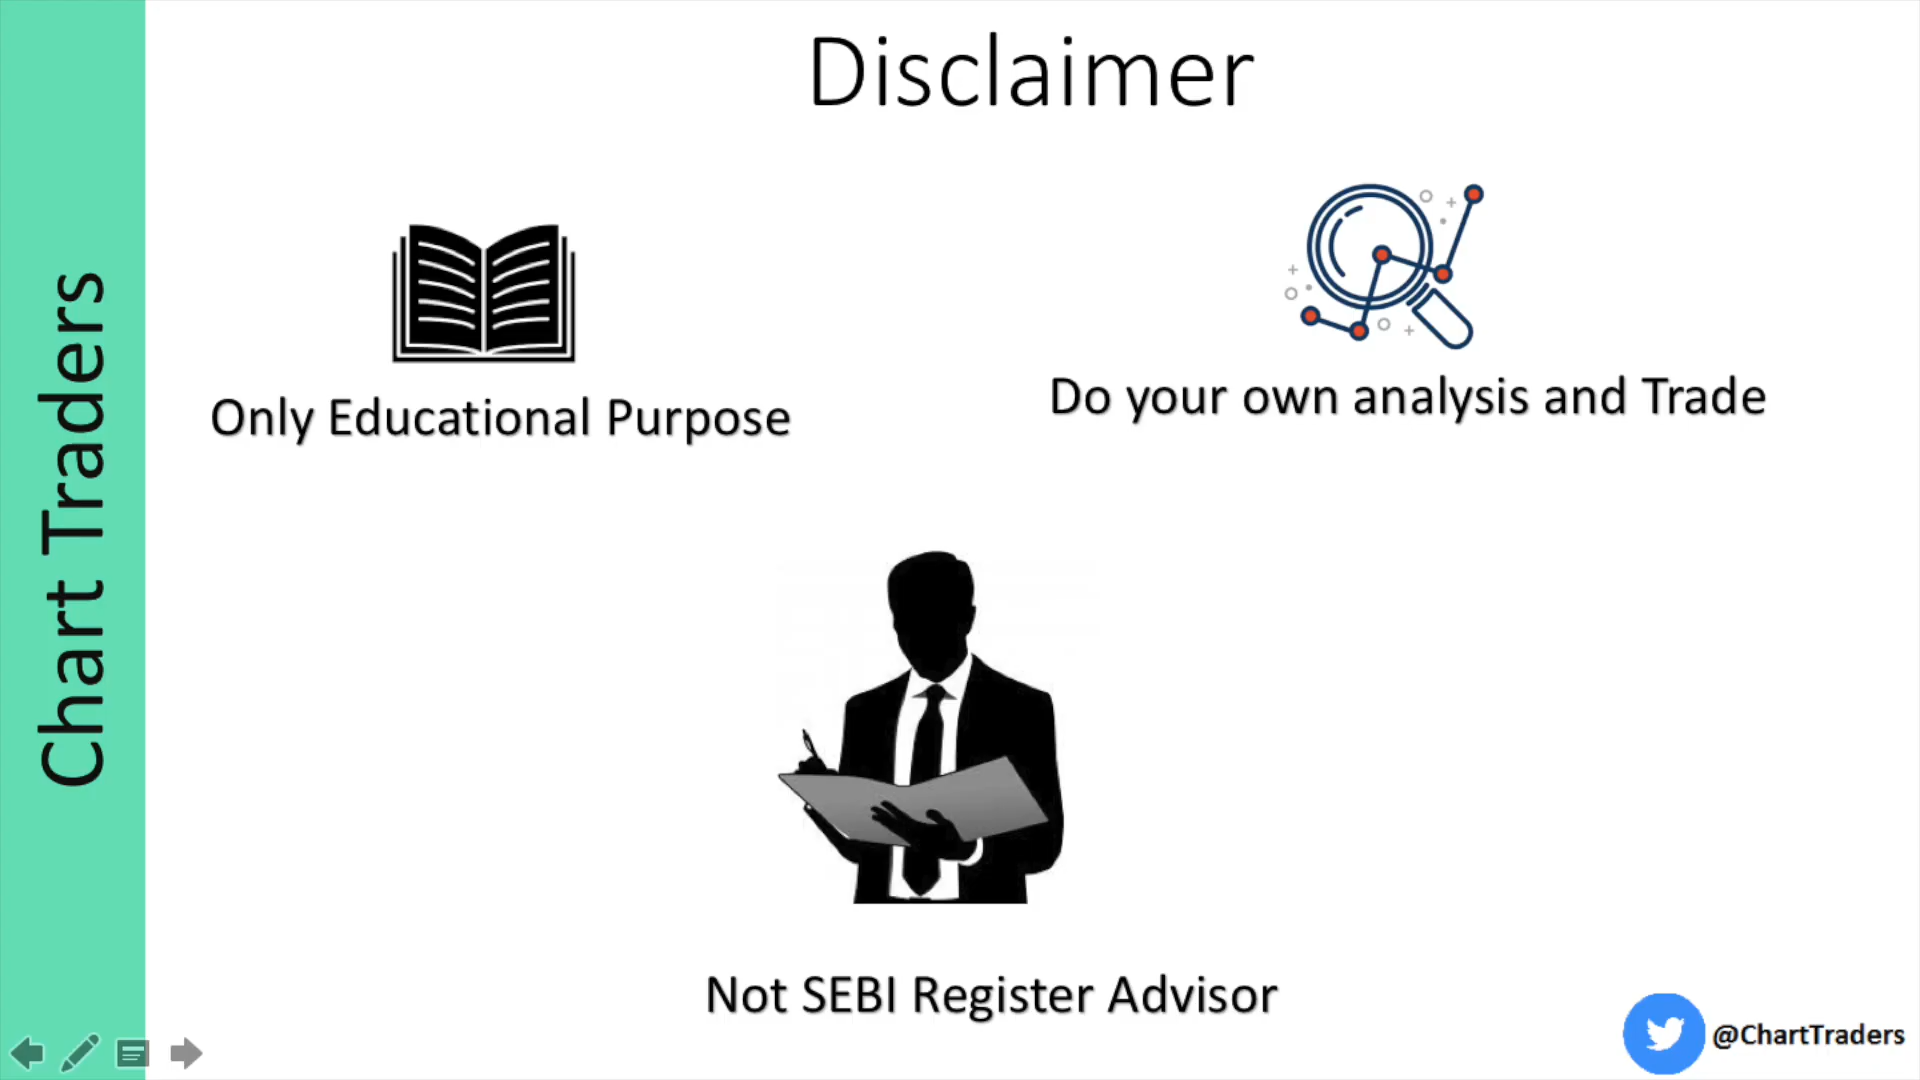 Disclaimer
Chart Traders
Only Educational Purpose
Do your own analysis and Trade
Not SEBI Register Advisor
@ChartTraders